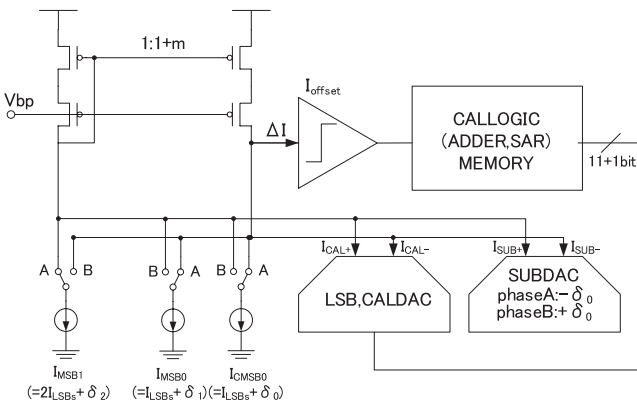 1:1+m
Vbp
I_offset
ΔI
CALLOGIC
(ADDER,SAR)
MEMORY
11+1bit
A B B A B A
I_CAL+ I_CAL− I_SUB+ I_SUB−
LSB,CALDAC
SUBDAC
phaseA:−δ_0
phaseB:+δ_0
I_MSB1 I_MSB0 I_CMSB0
(=2I_LSBs+δ_2) (=I_LSBs+δ_1)(=I_LSBs+δ_0)